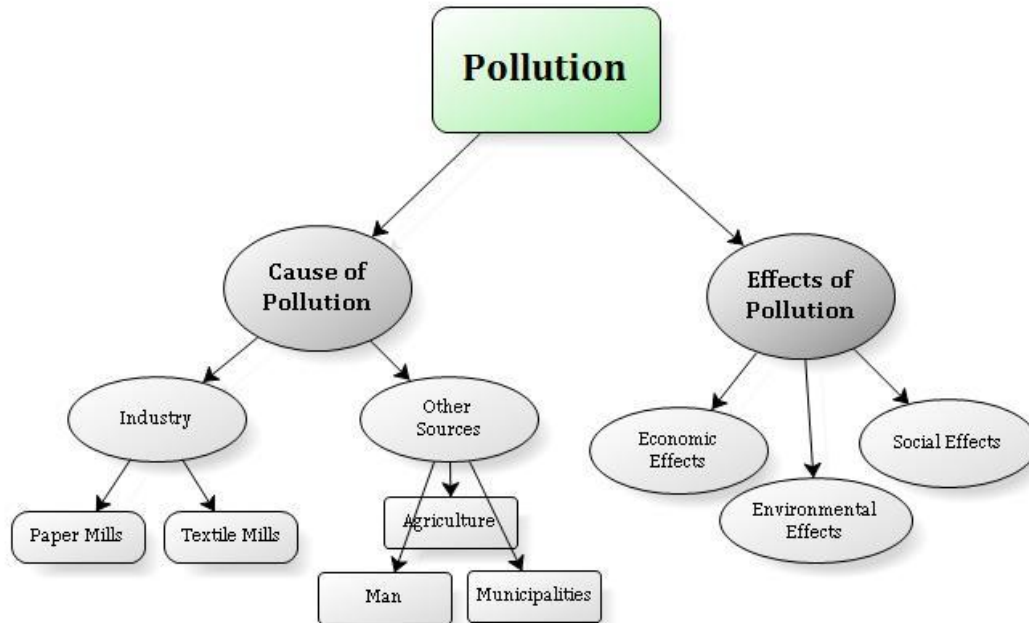 Pollution
Cause of
Pollution
Effects of
Pollution
Industry
Other
Sources
Economic
Effects
Social Effects
Environmental
Effects
Paper Mills
Textile Mills
Agriculture
Man
Municipalities